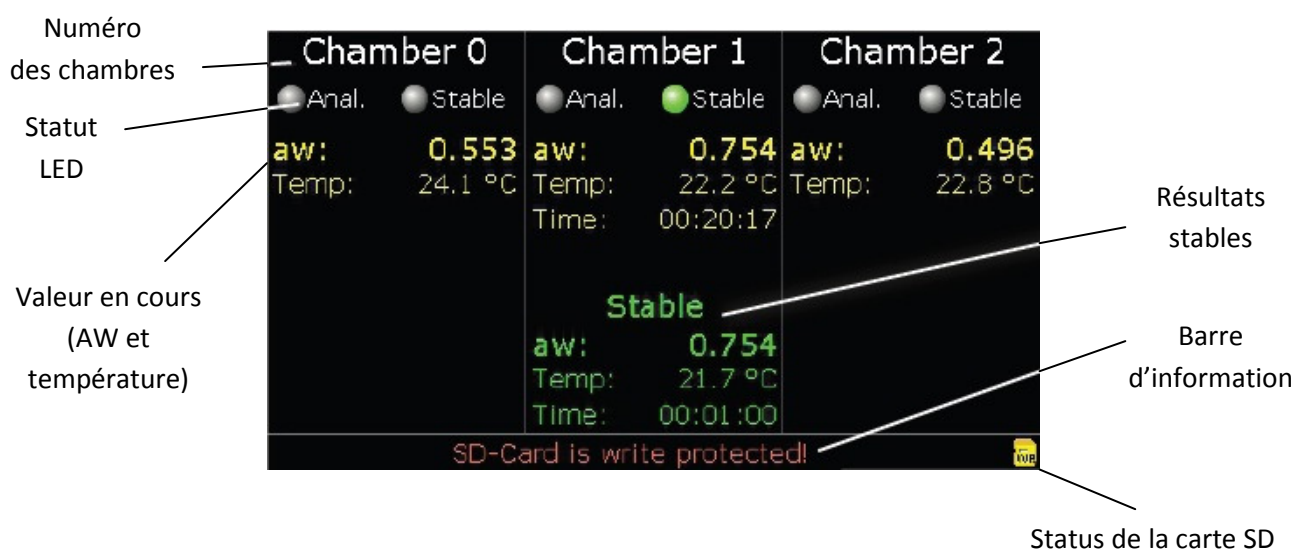 Numéro
des chambres
Statut
LED
Valeur en cours
(AW et
température)
Chamber 0
Anal. Stable
aw: 0.553
Temp: 24.1 °C
Chamber 1
Anal. Stable
aw: 0.754
Temp: 22.2 °C
Time: 00:20:17
Stable
aw: 0.754
Temp: 21.7 °C
Time: 00:01:00
Chamber 2
Anal. Stable
aw: 0.496
Temp: 22.8 °C
SD-Card is write protected!
Résultats
stables
Barre
d’information
Status de la carte SD